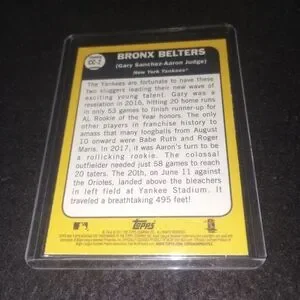 CC-2
BRONX BELTERS
(Gary Sanchez-Aaron Judge)
New York Yankees®
The Yankees are fortunate to have these
two sluggers leading their new wave of
exciting young talent. Gary was a
revelation in 2016, hitting 20 home runs
in only 53 games to finish runner-up for
AL Rookie of the Year honors. The only
other players in franchise history to
amass that many longballs from August
10 onward were Babe Ruth and Roger
Maris. In 2017, it was Aaron's turn to be
a rollicking rookie. The colossal
outfielder needed just 58 games to reach
20 taters. The 20th, on June 11 against
the Orioles, landed above the bleachers
in left field at Yankee Stadium. It
traveled a breathtaking 495 feet!
topps